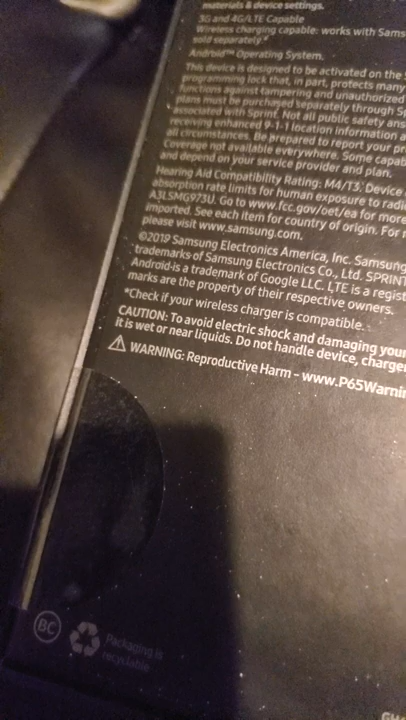 materials & device settings.
3G and 4G/LTE Capable
Wireless charging capable: works with Sams
sold separately.*
Android™ Operating System.
This device is designed to be activated on the
programming lock that, in part, protects many
functions against tampering and unauthorized
plans must be purchased separately through Sp
associated with Sprint. Not all public safety ans
receiving enhanced 9-1-1 location information a
all circumstances. Be prepared to report your pr
Coverage not available everywhere. Some capab
and depend on your service provider and plan.
Hearing Aid Compatibility Rating: M4/T3. Device
absorption rate limits for human exposure to radi
A3LSMG973U. Go to www.fcc.gov/oet/ea for more
imported. See each item for country of origin. For
please visit www.samsung.com.
©2019 Samsung Electronics America, Inc. Samsung
trademarks of Samsung Electronics Co., Ltd. SPRINT
Android is a trademark of Google LLC. LTE is a regist
marks are the property of their respective owners.
*Check if your wireless charger is compatible.
CAUTION: To avoid electric shock and damaging your
it is wet or near liquids. Do not handle device, charge
WARNING: Reproductive Harm - www.P65Warnin
BC
Packaging is
recyclable